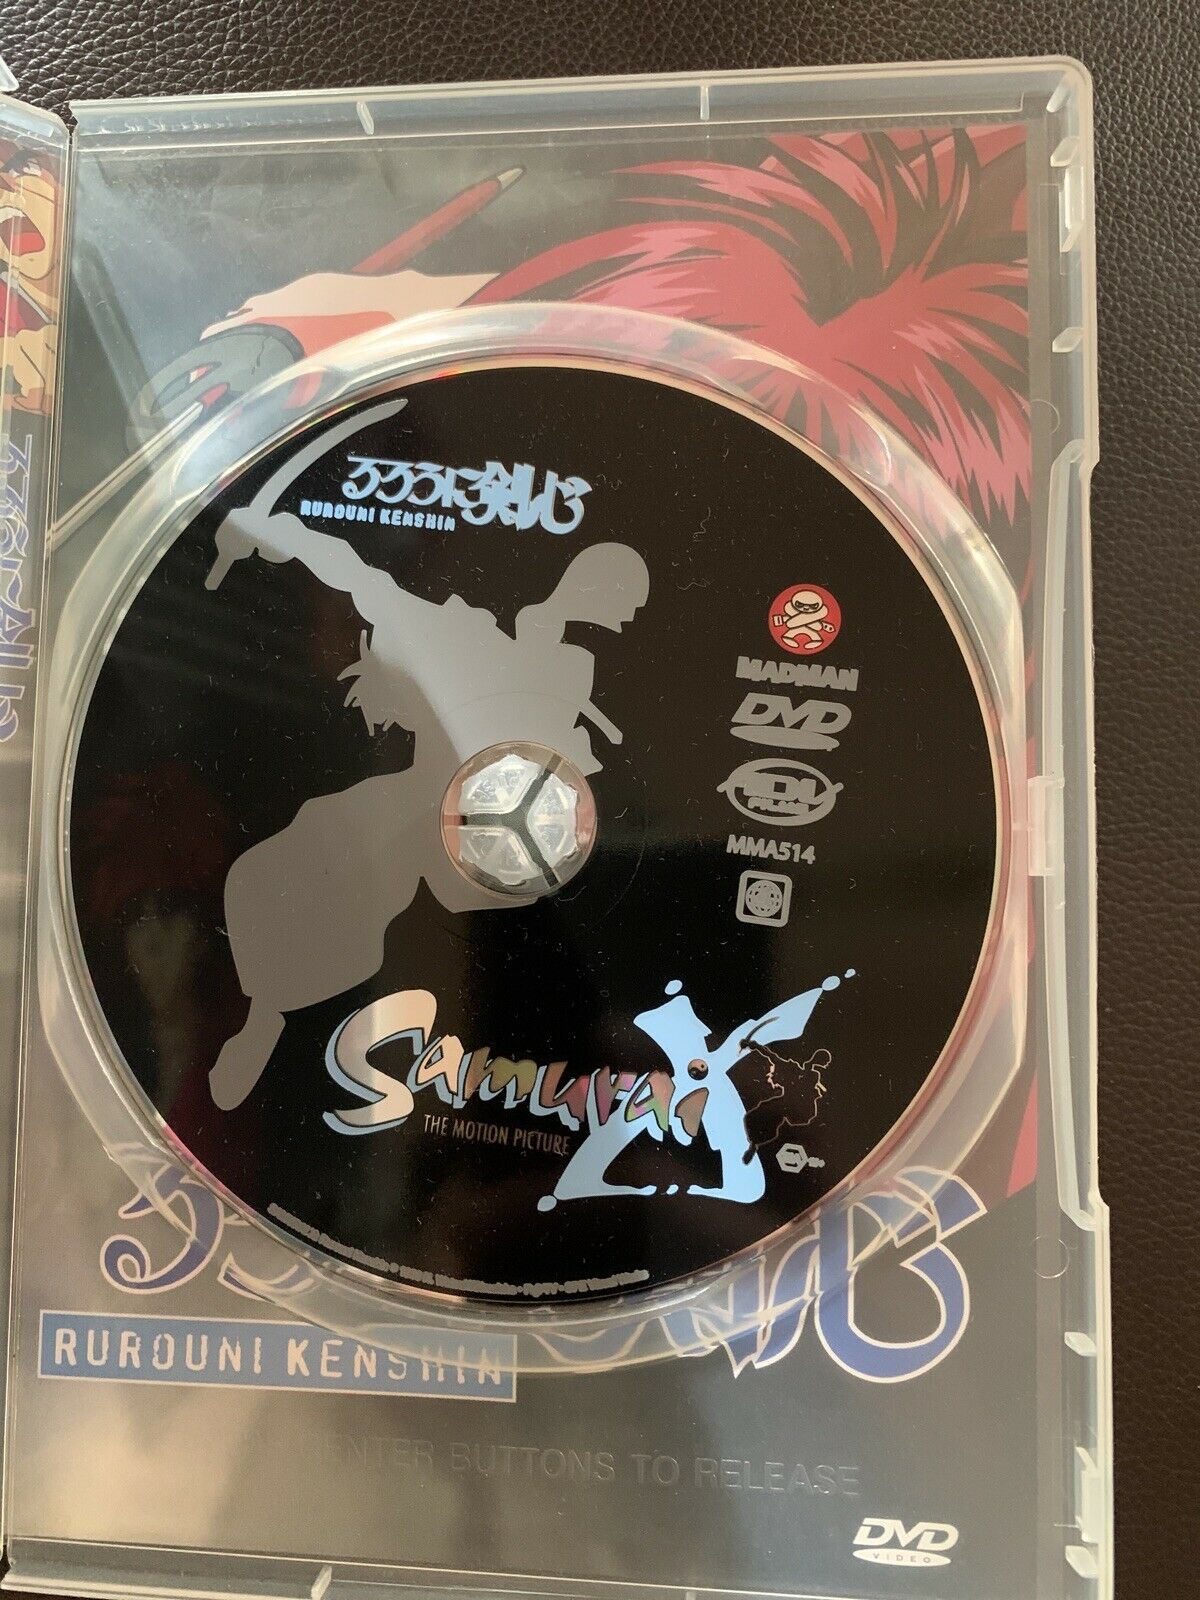 るろうに剣心
RUROUNI KENSHIN
MADMAN
DVD
FILMS
MMA514
Samurai X
THE MOTION PICTURE
RUROUNI KENSHIN
ENTER BUTTONS TO RELEASE
DVD
VIDEO